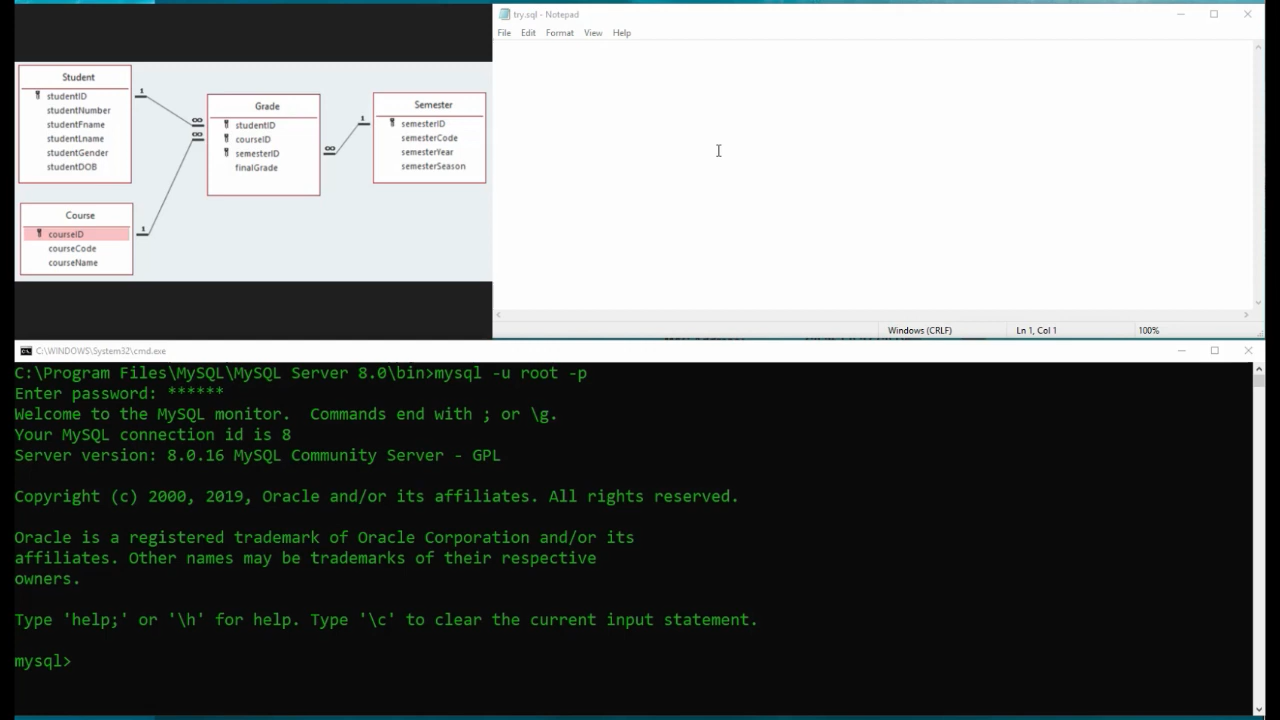 try.sql - Notepad
File Edit Format View Help
Student
studentID
studentNumber
studentFname
studentLname
studentGender
studentDOB
1
∞
∞
Grade
studentID
courseID
semesterID
finalGrade
∞
1
Semester
semesterID
semesterCode
semesterYear
semesterSeason
Course
courseID
courseCode
courseName
1
Windows (CRLF) Ln 1, Col 1 100%
C:\WINDOWS\System32\cmd.exe
C:\Program Files\MySQL\MySQL Server 8.0\bin>mysql -u root -p
Enter password: ******
Welcome to the MySQL monitor.  Commands end with ; or \g.
Your MySQL connection id is 8
Server version: 8.0.16 MySQL Community Server - GPL
Copyright (c) 2000, 2019, Oracle and/or its affiliates. All rights reserved.
Oracle is a registered trademark of Oracle Corporation and/or its
affiliates. Other names may be trademarks of their respective
owners.
Type 'help;' or '\h' for help. Type '\c' to clear the current input statement.
mysql>